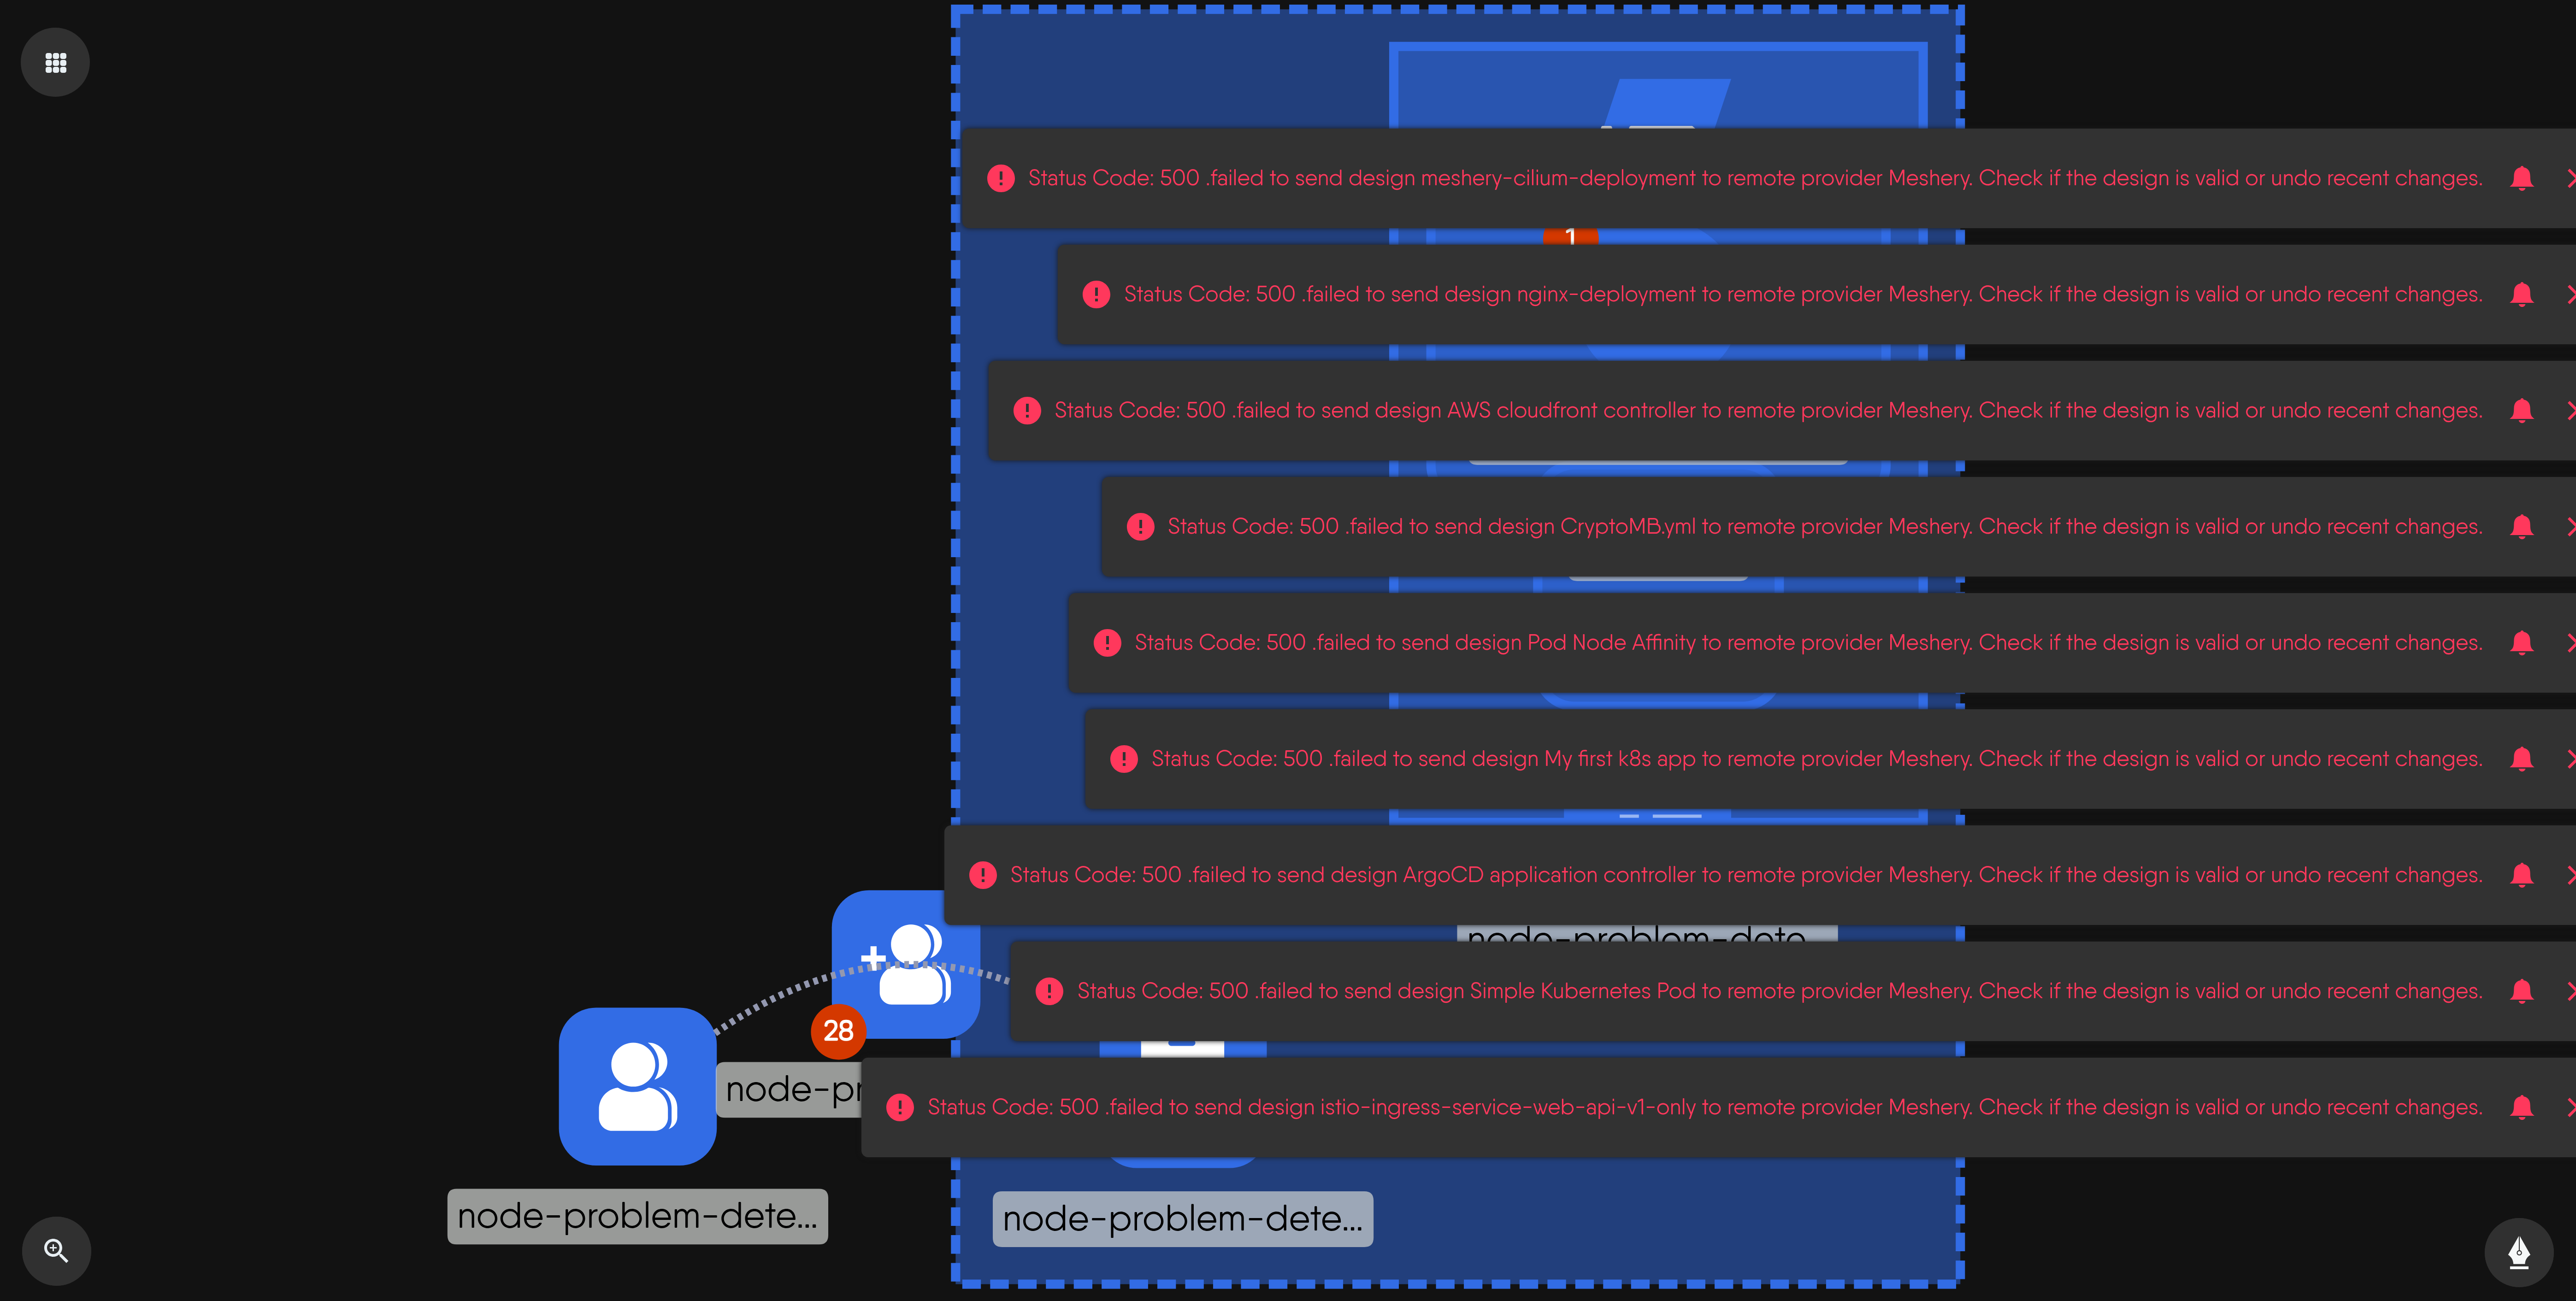 Status Code: 500 .failed to send design meshery-cilium-deployment to remote provider Meshery. Check if the design is valid or undo recent changes.
1
Status Code: 500 .failed to send design nginx-deployment to remote provider Meshery. Check if the design is valid or undo recent changes.
Status Code: 500 .failed to send design AWS cloudfront controller to remote provider Meshery. Check if the design is valid or undo recent changes.
Status Code: 500 .failed to send design CryptoMB.yml to remote provider Meshery. Check if the design is valid or undo recent changes.
Status Code: 500 .failed to send design Pod Node Affinity to remote provider Meshery. Check if the design is valid or undo recent changes.
Status Code: 500 .failed to send design My first k8s app to remote provider Meshery. Check if the design is valid or undo recent changes.
Status Code: 500 .failed to send design ArgoCD application controller to remote provider Meshery. Check if the design is valid or undo recent changes.
node-problem-dete...
Status Code: 500 .failed to send design Simple Kubernetes Pod to remote provider Meshery. Check if the design is valid or undo recent changes.
28
node-pr
Status Code: 500 .failed to send design istio-ingress-service-web-api-v1-only to remote provider Meshery. Check if the design is valid or undo recent changes.
node-problem-dete...
node-problem-dete...